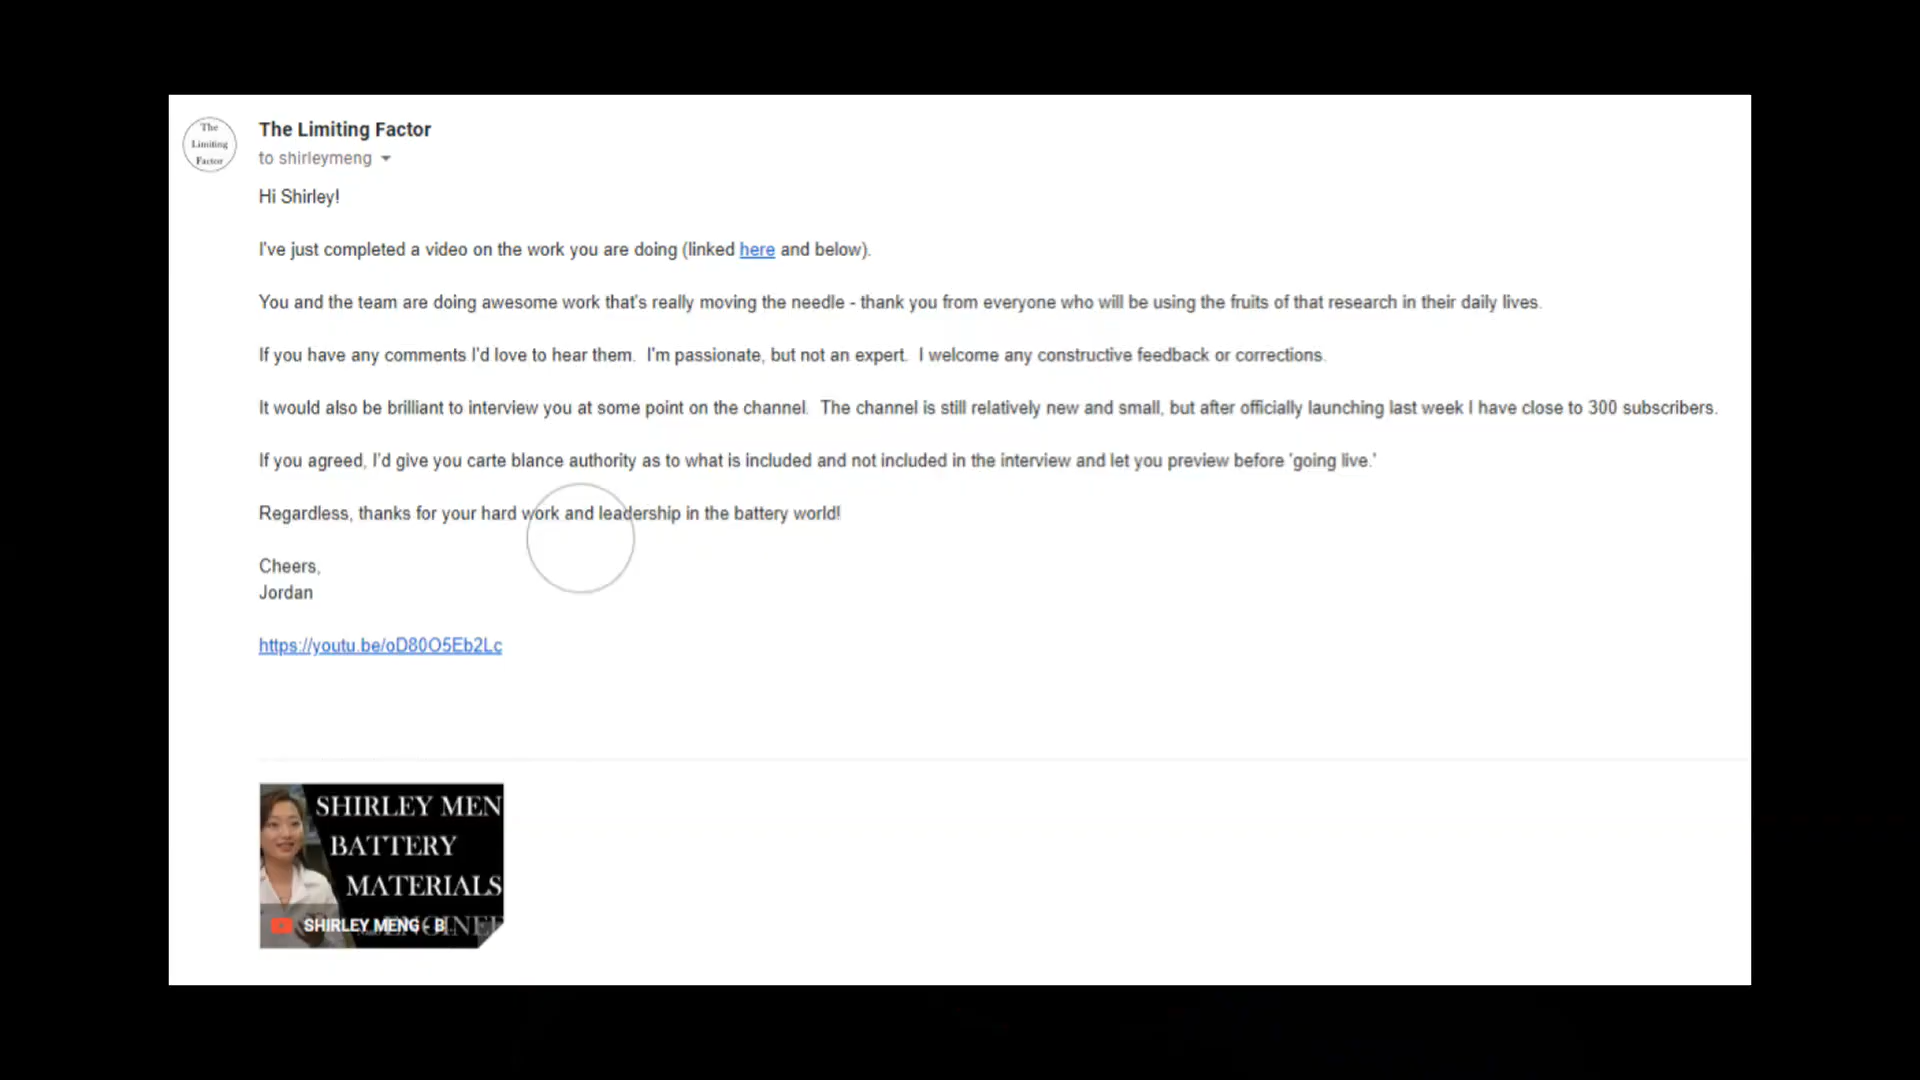 The
Limiting
Factor
The Limiting Factor
to shirleymeng
Hi Shirley!
I've just completed a video on the work you are doing (linked here and below).
You and the team are doing awesome work that's really moving the needle - thank you from everyone who will be using the fruits of that research in their daily lives.
If you have any comments I'd love to hear them.  I'm passionate, but not an expert.  I welcome any constructive feedback or corrections.
It would also be brilliant to interview you at some point on the channel.  The channel is still relatively new and small, but after officially launching last week I have close to 300 subscribers.
If you agreed, I'd give you carte blance authority as to what is included and not included in the interview and let you preview before 'going live.'
Regardless, thanks for your hard work and leadership in the battery world!
Cheers,
Jordan
https://youtu.be/oD80O5Eb2Lc
SHIRLEY MEN
BATTERY
MATERIALS
ENGINEE
SHIRLEY MENG - B